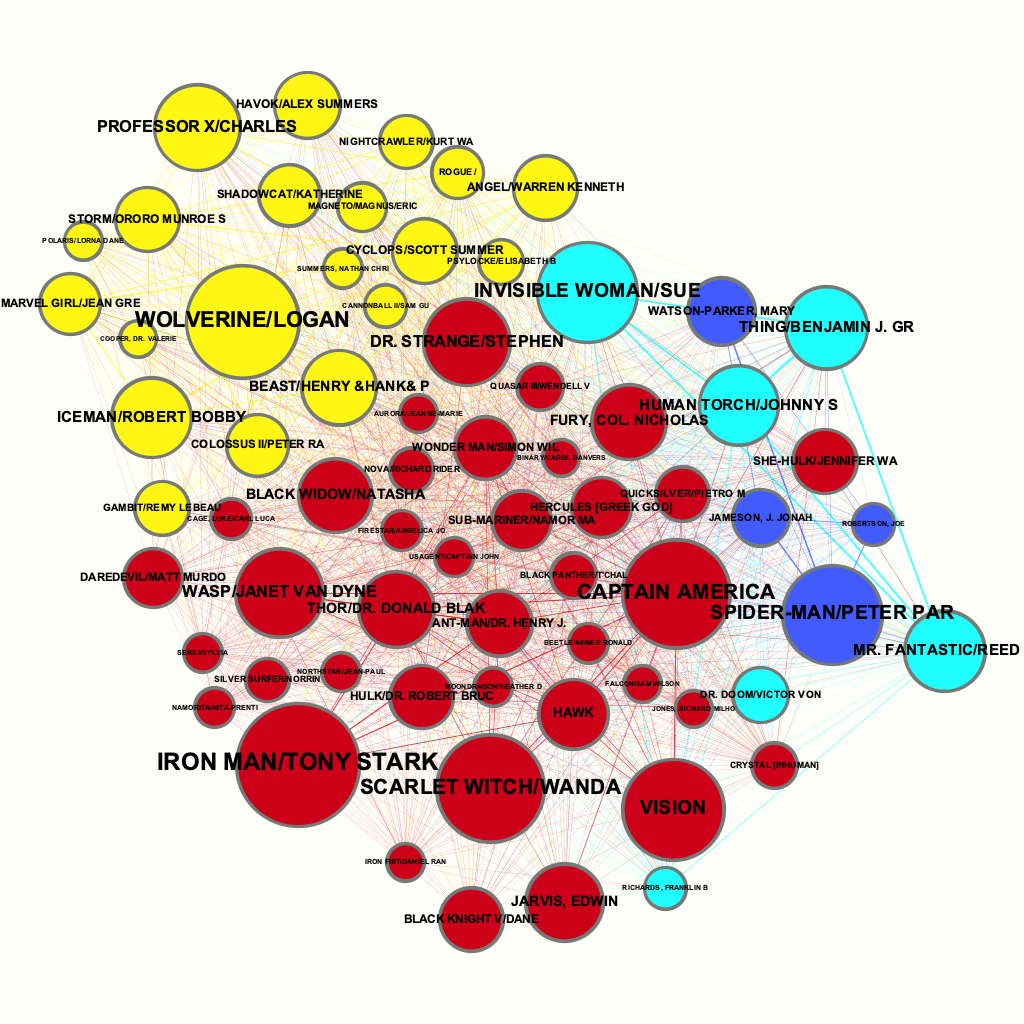 HAVOK/ALEX SUMMERS
PROFESSOR X/CHARLES
NIGHTCRAWLER/KURT WA
ROGUE /
ANGEL/WARREN KENNETH
SHADOWCAT/KATHERINE
MAGNETO/MAGNUS/ERIC
STORM/ORORO MUNROE S
POLARIS/LORNA DANE
CYCLOPS/SCOTT SUMMER
PSYLOCKE/ELISABETH B
SUMMERS, NATHAN CHRI
INVISIBLE WOMAN/SUE
MARVEL GIRL/JEAN GRE
CANNONBALL II/SAM GU
WATSON-PARKER, MARY
WOLVERINE/LOGAN
THING/BENJAMIN J. GR
COOPER, DR. VALERIE
DR. STRANGE/STEPHEN
BEAST/HENRY &HANK& P
QUASAR III/WENDELL V
HUMAN TORCH/JOHNNY S
AURORA/JEANNE-MARIE
ICEMAN/ROBERT BOBBY
FURY, COL. NICHOLAS
COLOSSUS II/PETER RA
WONDER MAN/SIMON WIL
BINARY/CAROL DANVERS
SHE-HULK/JENNIFER WA
NOVA/RICHARD RIDER
BLACK WIDOW/NATASHA
QUICKSILVER/PIETRO M
GAMBIT/REMY LEBEAU
HERCULES [GREEK GOD]
CAGE, LUKE/CARL LUCA
SUB-MARINER/NAMOR MA
JAMESON, J. JONAH
ROBERTSON, JOE
FIRESTAR/ANGELICA JO
USAGENT/CAPTAIN JOHN
BLACK PANTHER/T'CHAL
DAREDEVIL/MATT MURDO
WASP/JANET VAN DYNE
CAPTAIN AMERICA
THOR/DR. DONALD BLAK
SPIDER-MAN/PETER PAR
ANT-MAN/DR. HENRY J.
BEETLE/ABNER RONALD
MR. FANTASTIC/REED
SERSI/SYLVIA
NORTHSTAR/JEAN-PAUL
SILVER SURFER/NORRIN
MOONDRAGON/HEATHER D
FALCON/SAM WILSON
HULK/DR. ROBERT BRUC
DR. DOOM/VICTOR VON
NAMORITA/NITA PRENTI
JONES, RICHARD MILHO
HAWK
IRON MAN/TONY STARK
CRYSTAL [INHUMAN]
SCARLET WITCH/WANDA
VISION
IRON FIST/DANIEL RAN
RICHARDS, FRANKLIN B
JARVIS, EDWIN
BLACK KNIGHT V/DANE